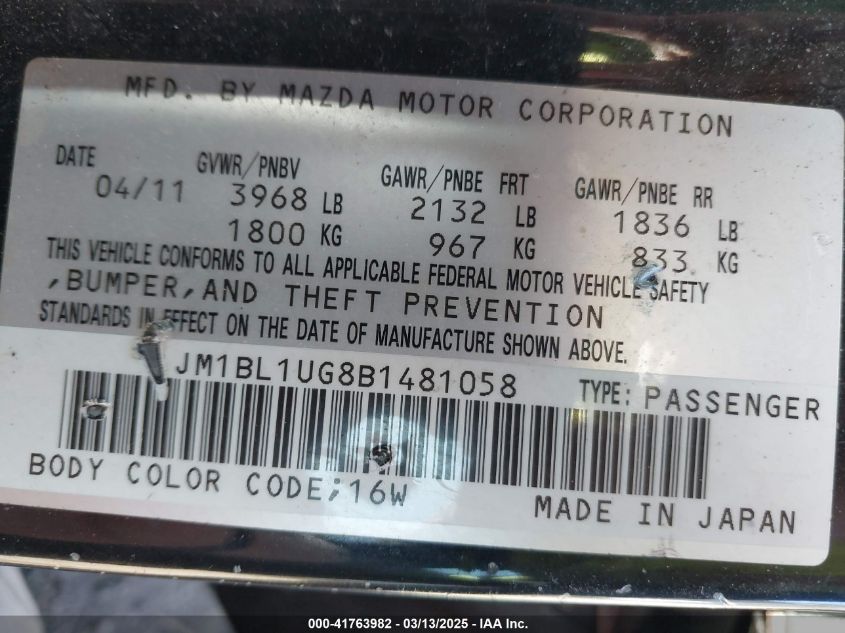 MFD. BY MAZDA MOTOR CORPORATION
DATE GVWR/PNBV GAWR/PNBE FRT GAWR/PNBE RR
04/11 3968 LB 2132 LB 1836 LB
1800 KG 967 KG 833 KG
THIS VEHICLE CONFORMS TO ALL APPLICABLE FEDERAL MOTOR VEHICLE SAFETY
,BUMPER,AND THEFT PREVENTION
STANDARDS IN EFFECT ON THE DATE OF MANUFACTURE SHOWN ABOVE.
JM1BL1UG8B1481058 TYPE: PASSENGER
BODY COLOR CODE;16W MADE IN JAPAN
000-41763982 - 03/13/2025 - IAA Inc.